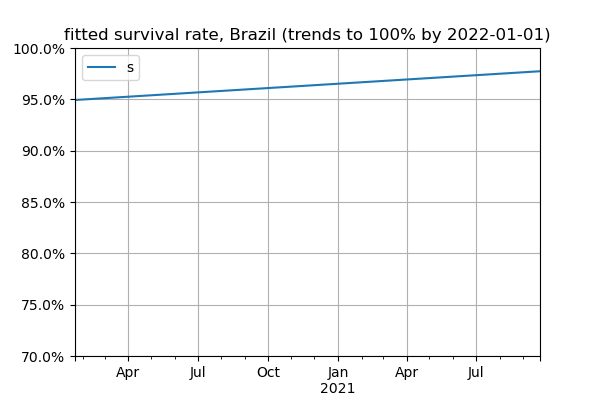 fitted survival rate, Brazil (trends to 100% by 2022-01-01)
100.0%
s
95.0%
90.0%
85.0%
80.0%
75.0%
70.0%
Apr Jul Oct Jan Apr Jul
2021